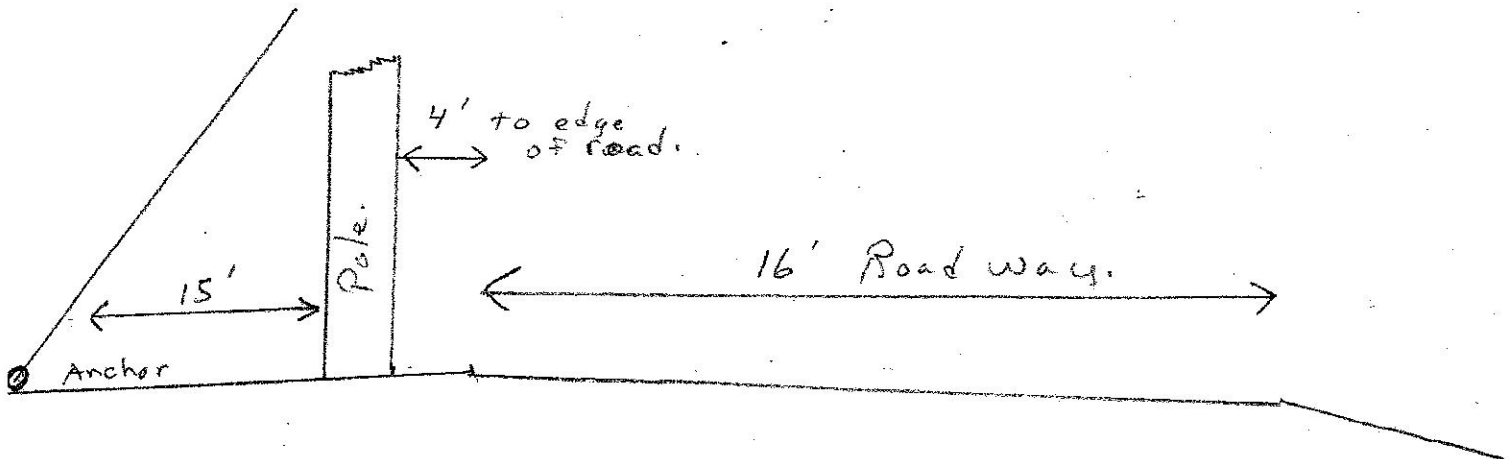 4' to edge
of road.
Pole.
16' Road way.
15'
Anchor